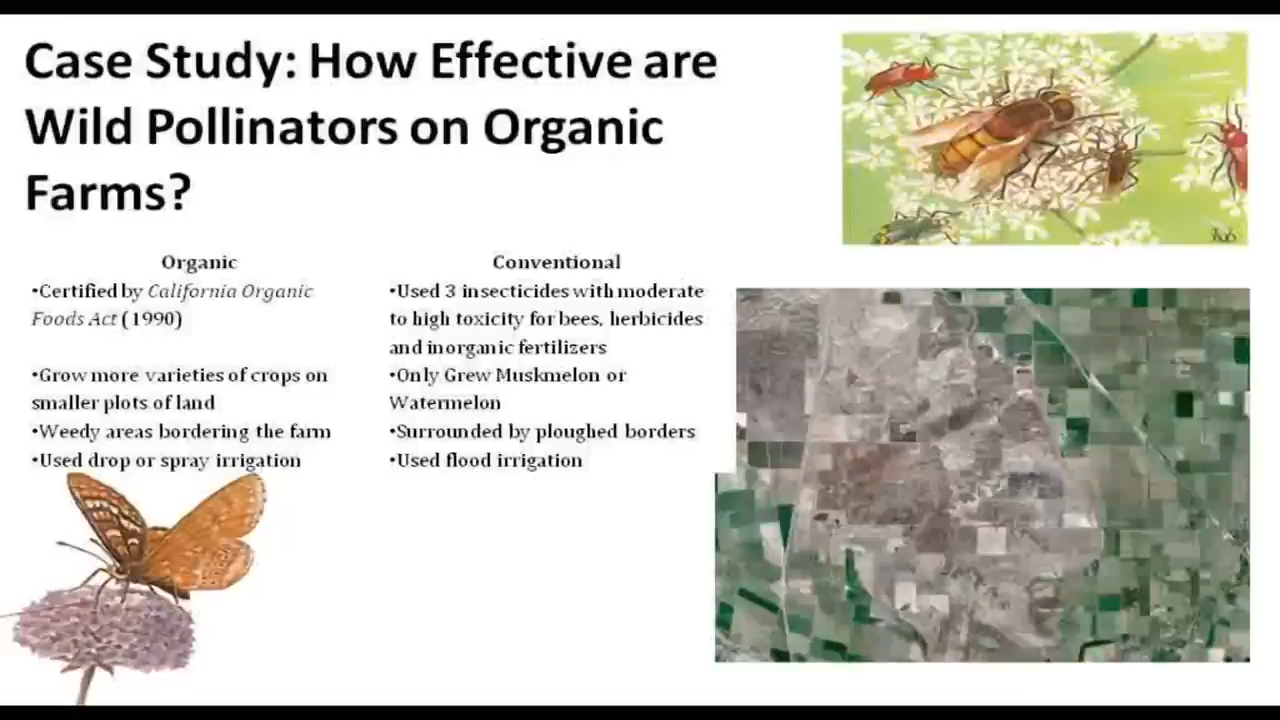 Case Study: How Effective are
Wild Pollinators on Organic
Farms?
Organic
•Certified by California Organic
Foods Act (1990)
•Grow more varieties of crops on
smaller plots of land
•Weedy areas bordering the farm
•Used drop or spray irrigation
Conventional
•Used 3 insecticides with moderate
to high toxicity for bees, herbicides
and inorganic fertilizers
•Only Grew Muskmelon or
Watermelon
•Surrounded by ploughed borders
•Used flood irrigation